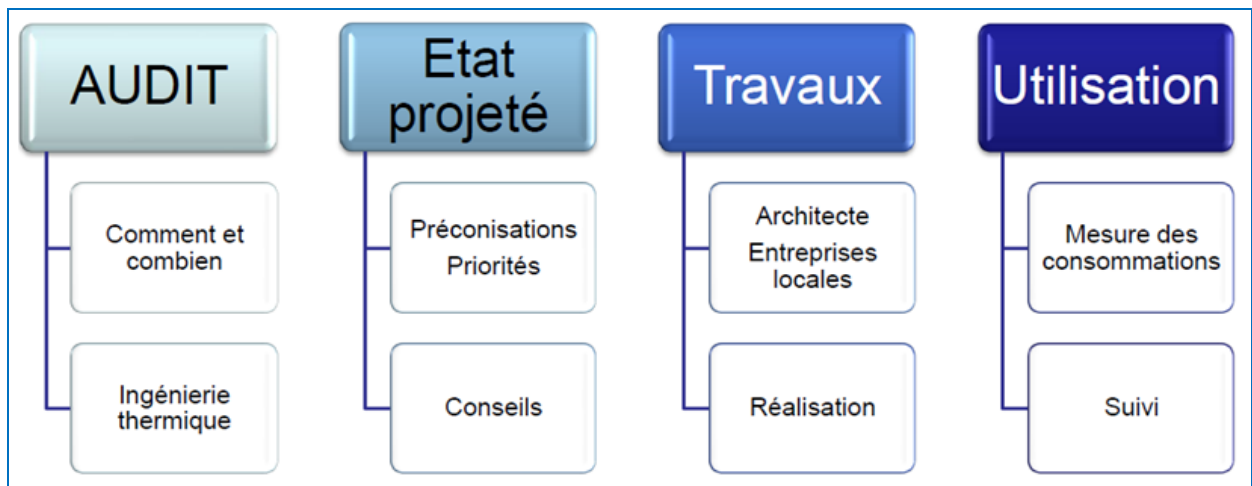 AUDIT
Comment et
combien
Ingénierie
thermique
Etat
projeté
Préconisations
Priorités
Conseils
Travaux
Architecte
Entreprises
locales
Réalisation
Utilisation
Mesure des
consommations
Suivi